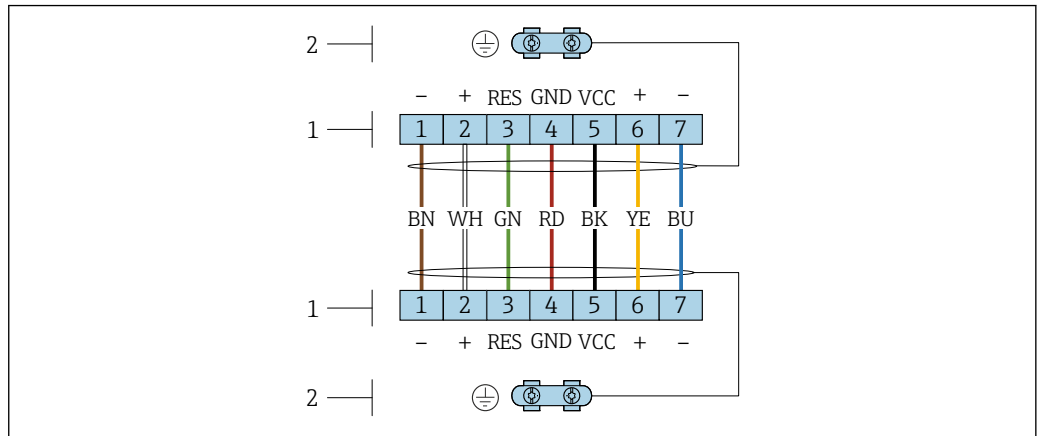 2
– + RES GND VCC + –
1 1 2 3 4 5 6 7
BN WH GN RD BK YE BU
1 1 2 3 4 5 6 7
– + RES GND VCC + –
2